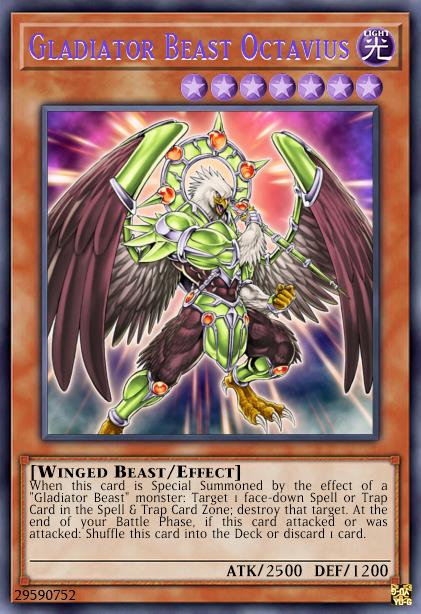 Gladiator Beast Octavius
LIGHT
光
[Winged Beast/Effect]
When this card is Special Summoned by the effect of a
"Gladiator Beast" monster: Target 1 face-down Spell or Trap
Card in the Spell & Trap Card Zone; destroy that target. At the
end of your Battle Phase, if this card attacked or was
attacked: Shuffle this card into the Deck or discard 1 card.
ATK/2500 DEF/1200
29590752